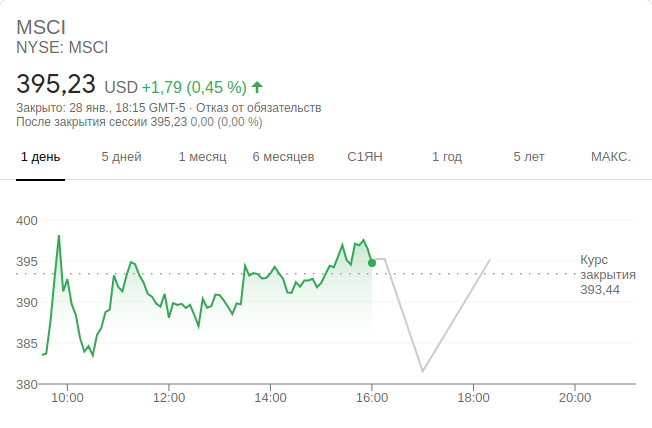 MSCI
NYSE: MSCI
395,23 USD +1,79 (0,45 %)
Закрыто: 28 янв., 18:15 GMT-5 · Отказ от обязательств
После закрытия сессии 395,23 0,00 (0,00 %)
1 день 5 дней 1 месяц 6 месяцев С1ЯН 1 год 5 лет МАКС.
400
395
390
385
380
Курс
закрытия
393,44
10:00 12:00 14:00 16:00 18:00 20:00